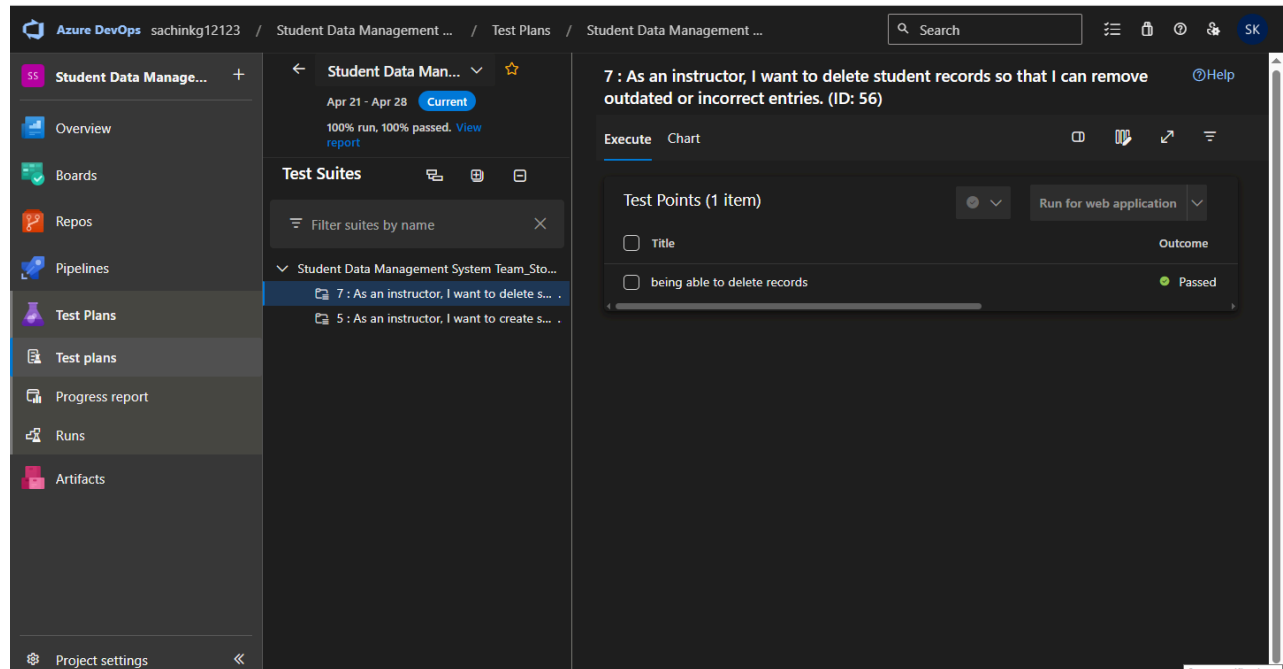 Azure DevOps sachinkg12123 / Student Data Management ... / Test Plans / Student Data Management ...
Search
SK
SS Student Data Manage... +
Overview
Boards
Repos
Pipelines
Test Plans
Test plans
Progress report
Runs
Artifacts
Project settings
Student Data Man...
Apr 21 - Apr 28 Current
100% run, 100% passed. View
report
Test Suites
Filter suites by name
Student Data Management System Team_Sto...
7 : As an instructor, I want to delete s... .
5 : As an instructor, I want to create s... .
7 : As an instructor, I want to delete student records so that I can remove
outdated or incorrect entries. (ID: 56)
Help
Execute Chart
Test Points (1 item)
Run for web application
Title Outcome
being able to delete records Passed